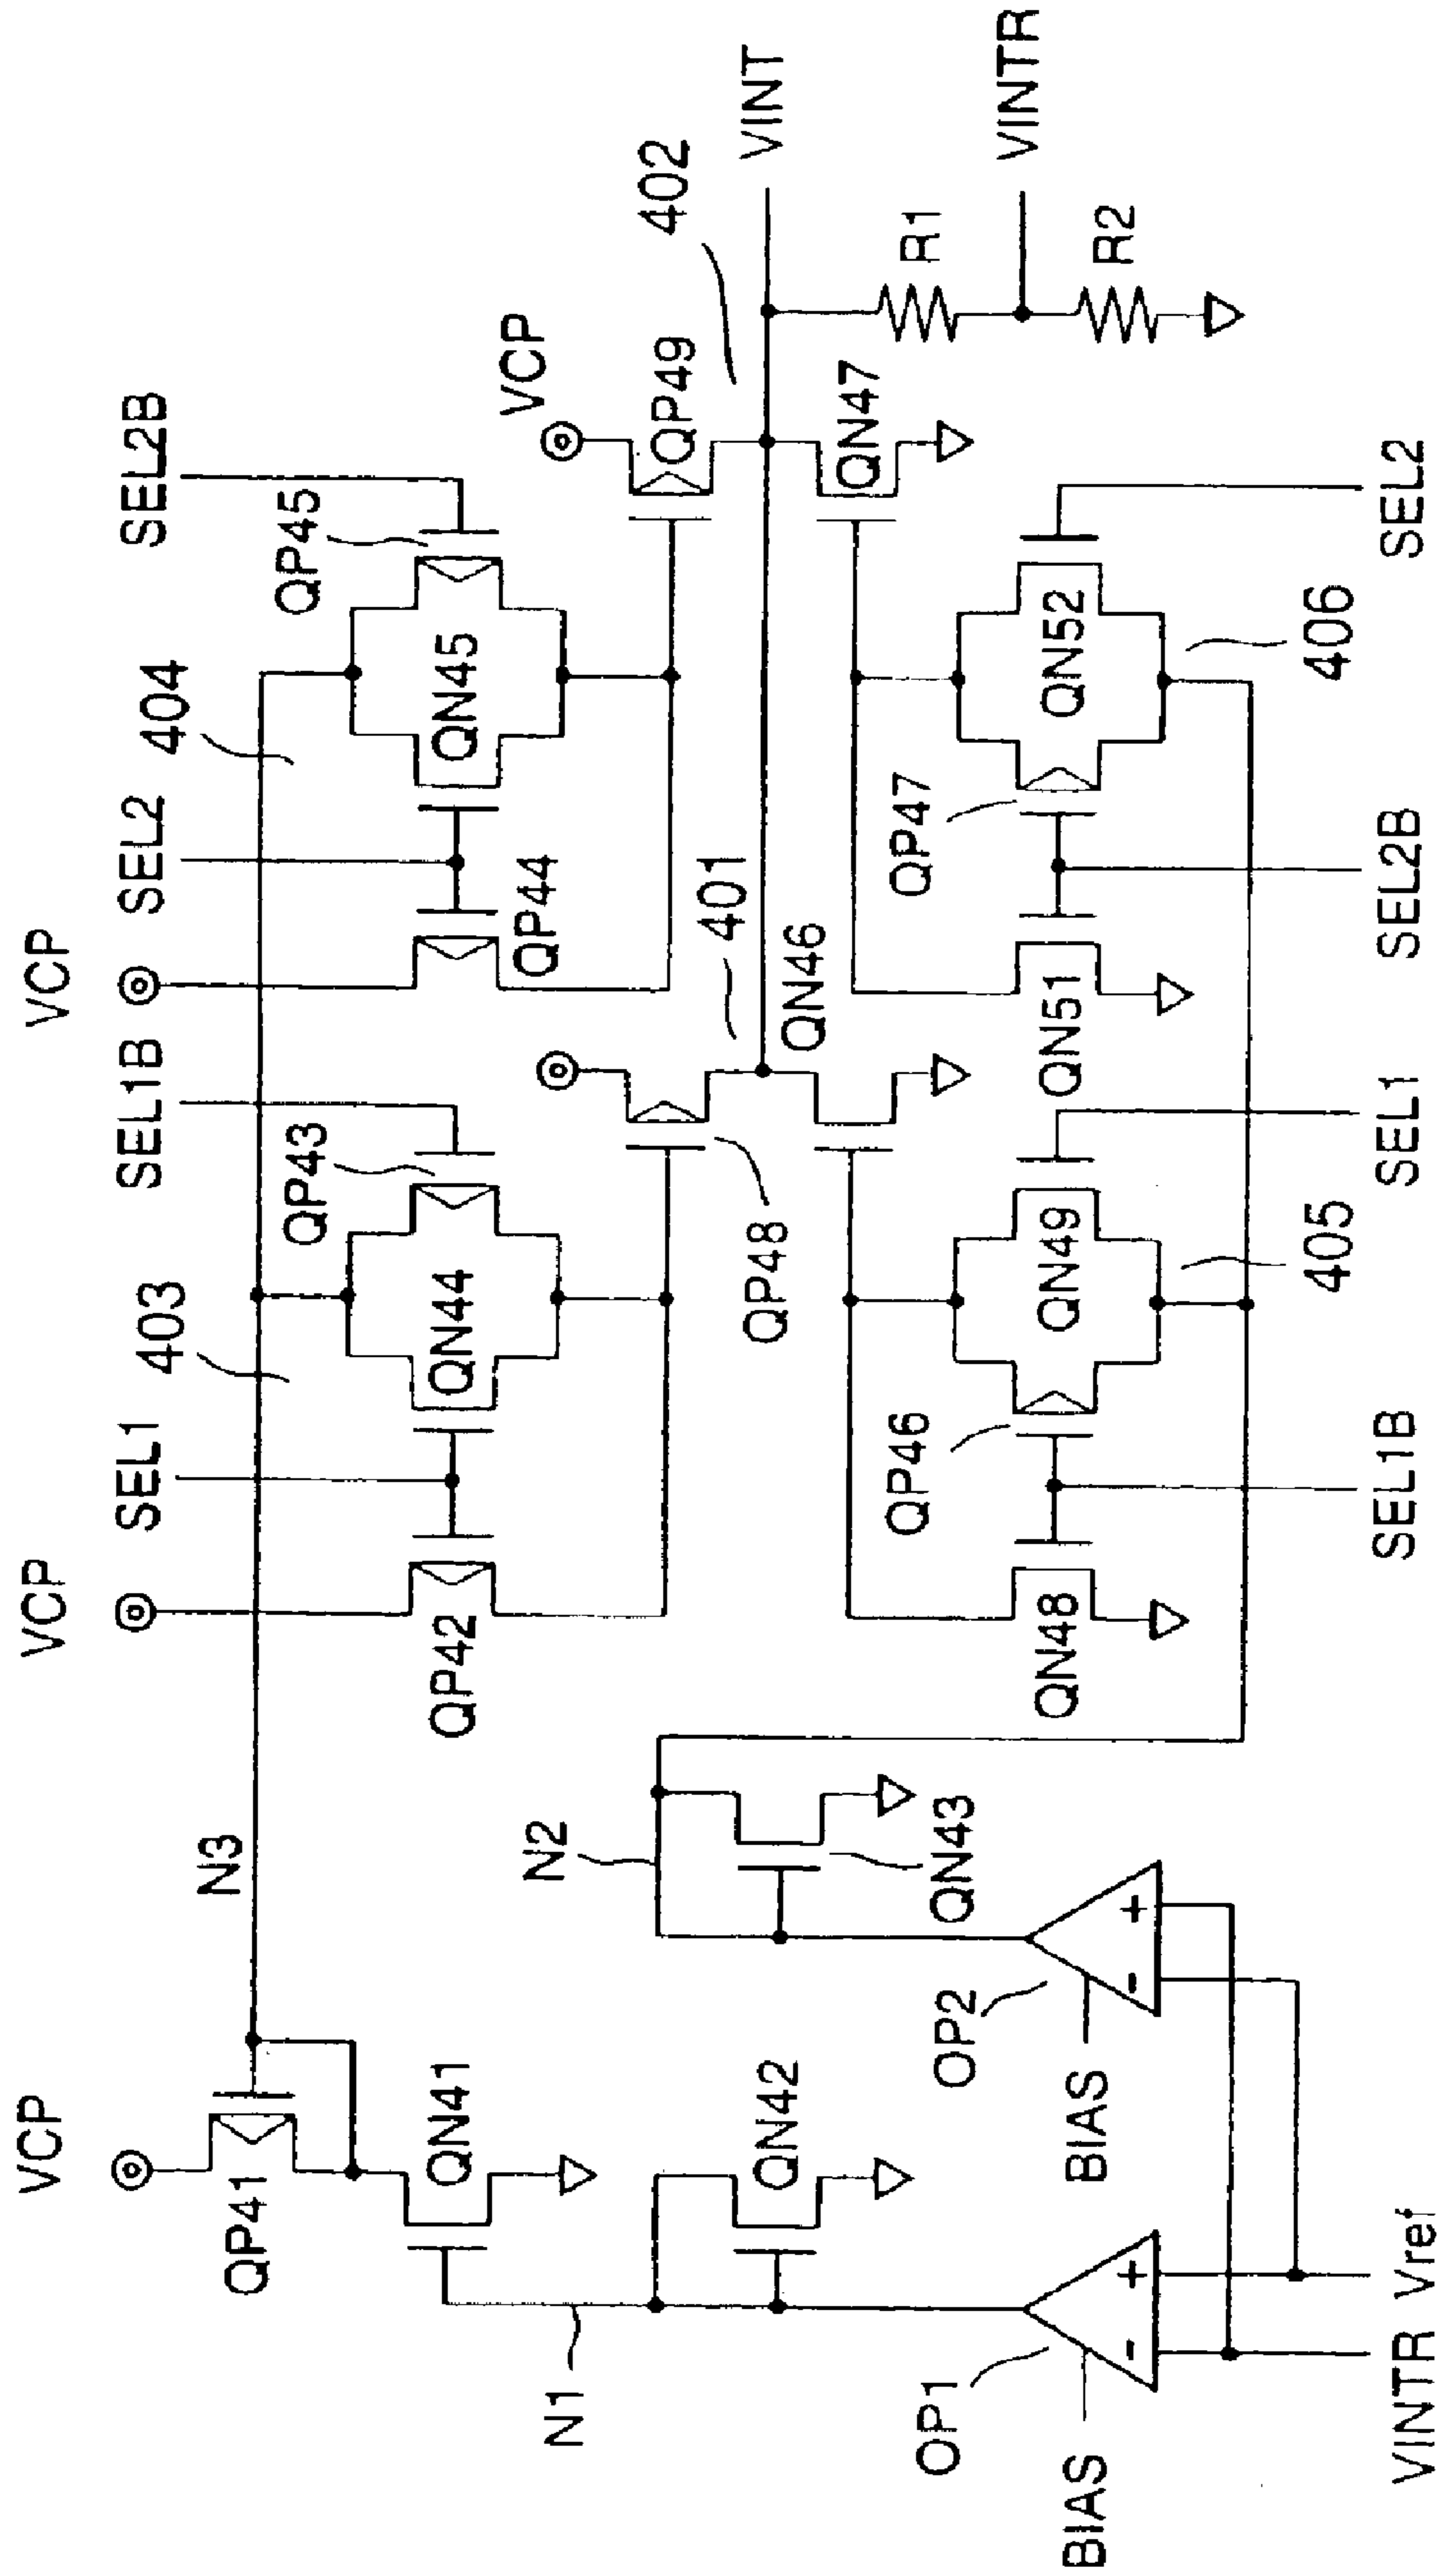 VCP
VCP
VCP
SEL1
SEL1B
SEL2
SEL2B
403
404
N3
QP41
QP43
QP45
QN41
QP42
QN44
QN45
QP44
VCP
N1
N2
402
QP49
401
QP48
VINT
QN42
QN46
QN47
QP46
QP47
R1
OP1
OP2
QN43
VINTR
QN48
QN49
QN51
QN52
BIAS
BIAS
R2
- +
- +
405
406
VINTR Vref
SEL1B
SEL1
SEL2B
SEL2